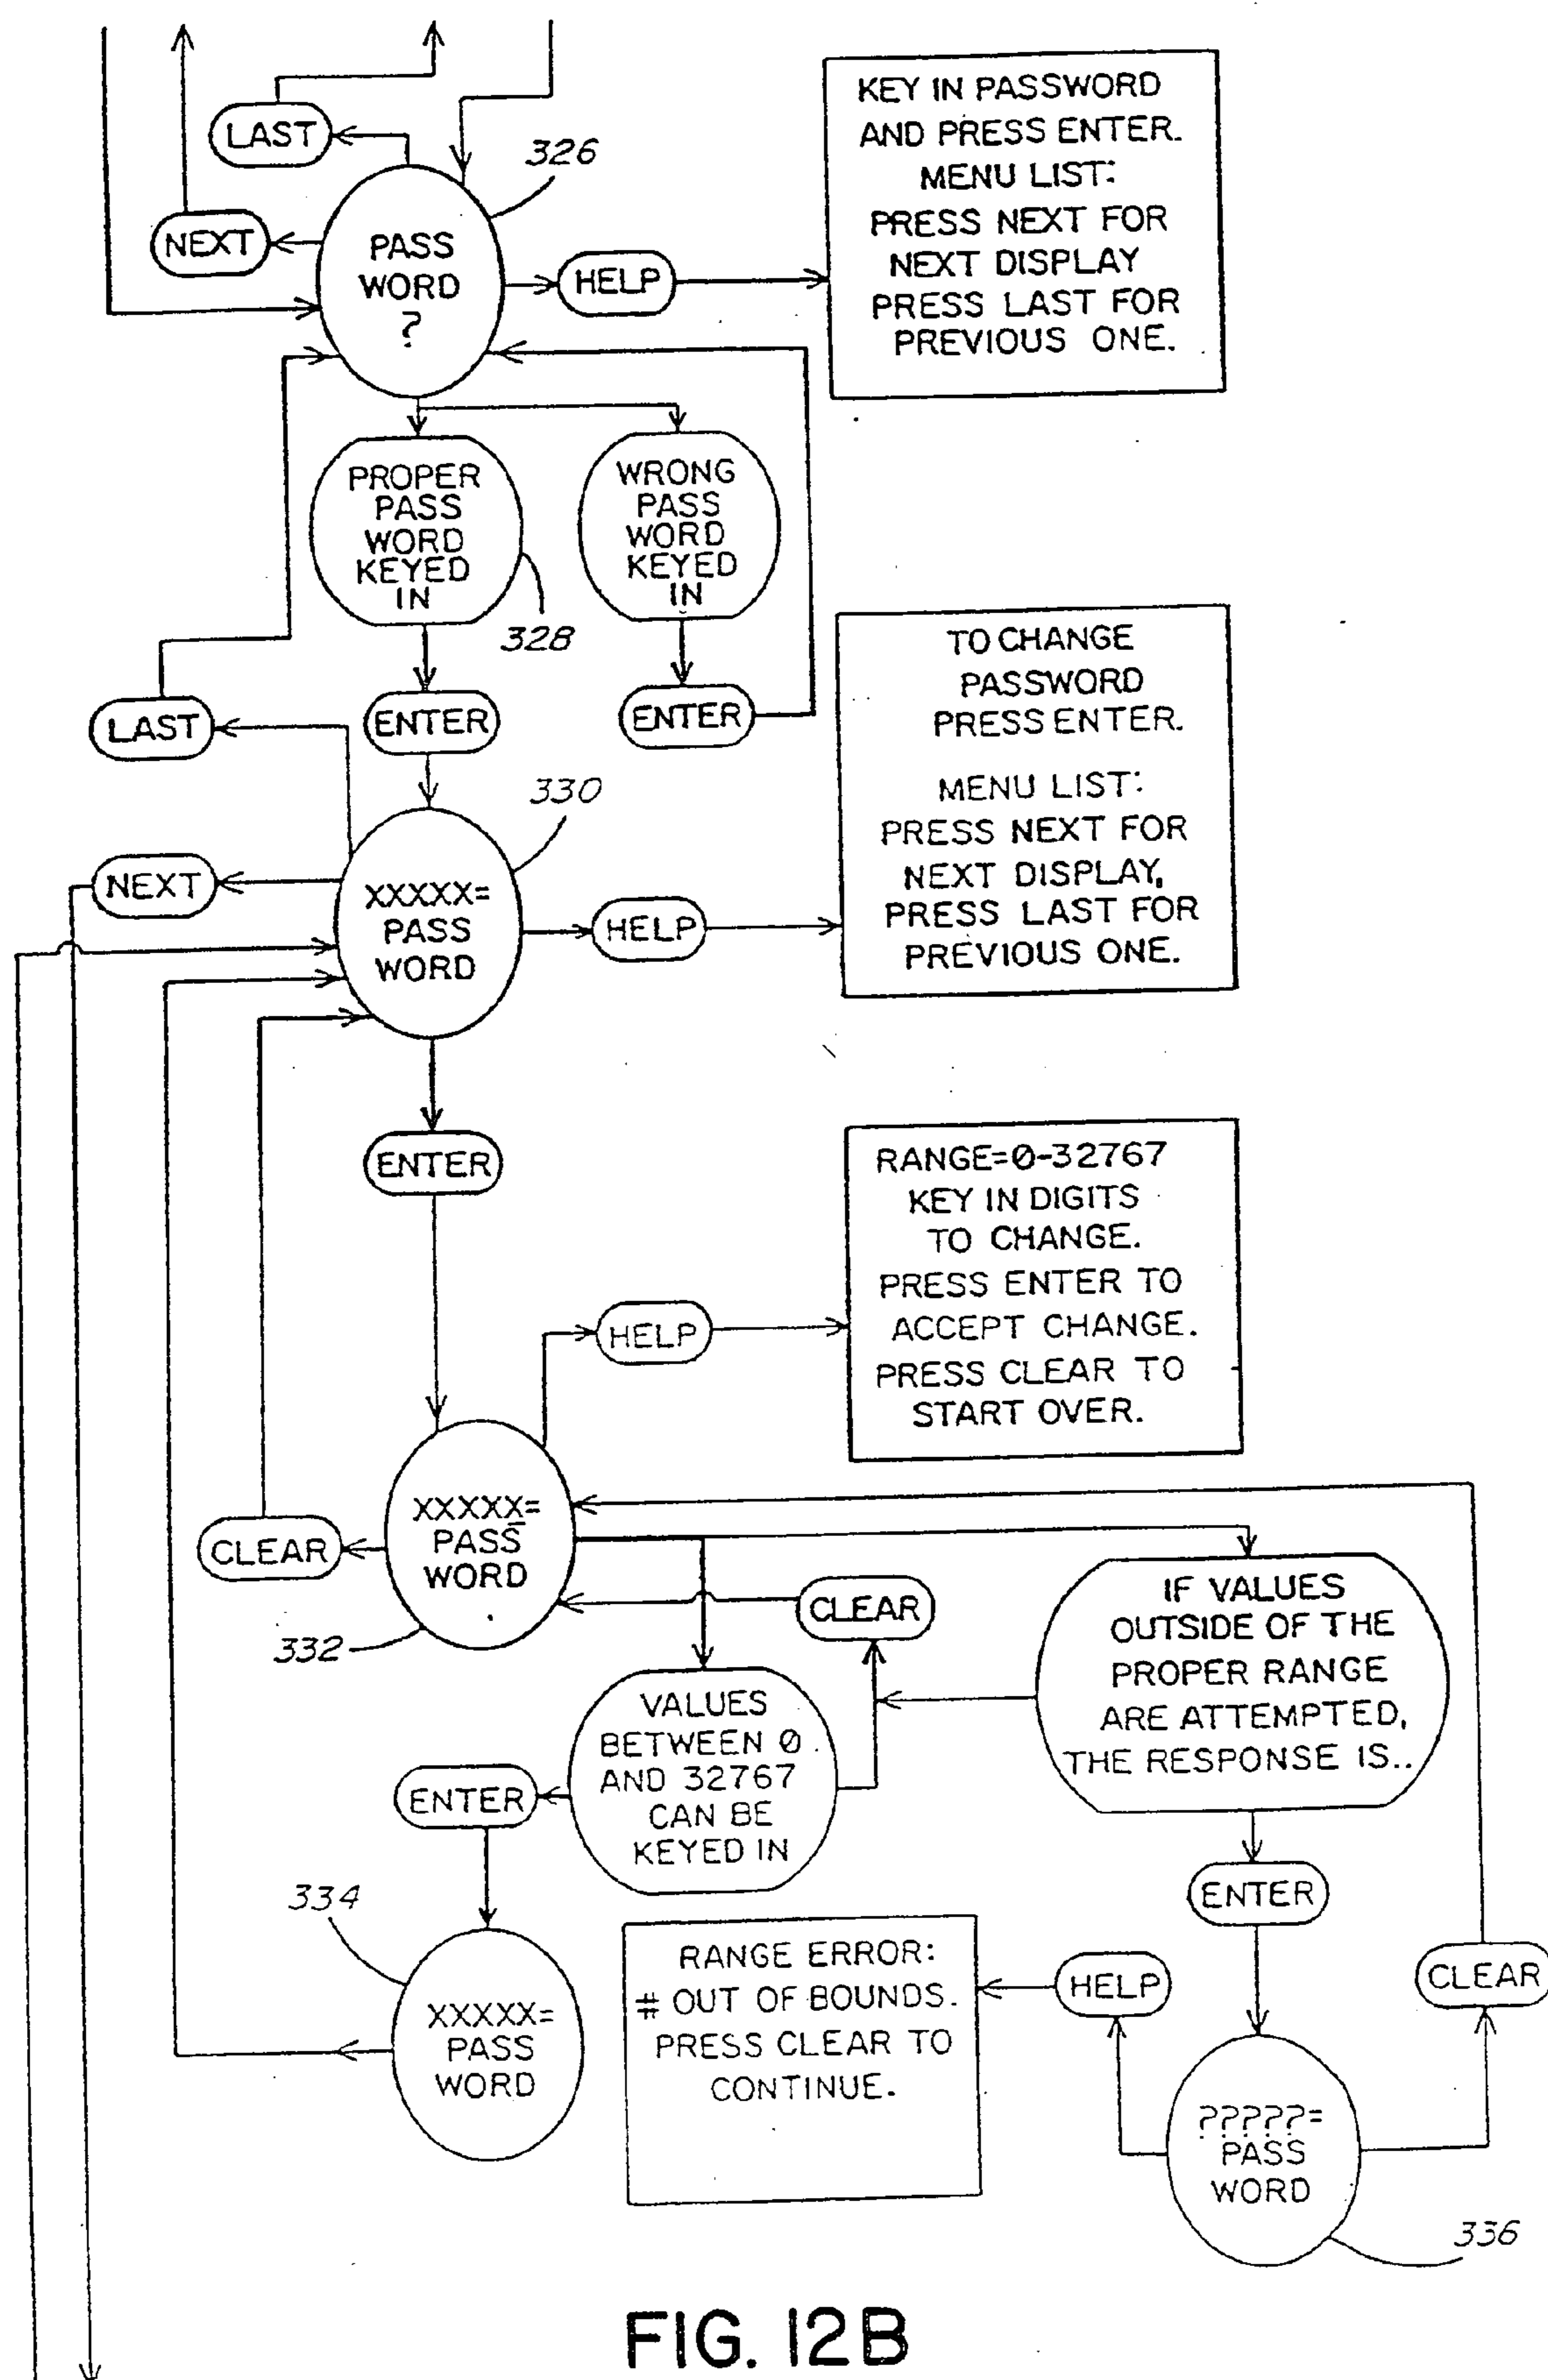 LAST
326
NEXT
PASS
WORD
?
HELP
KEY IN PASSWORD
AND PRESS ENTER.
MENU LIST:
PRESS NEXT FOR
NEXT DISPLAY
PRESS LAST FOR
PREVIOUS ONE.
PROPER
PASS
WORD
KEYED
IN
328
WRONG
PASS
WORD
KEYED
IN
ENTER
ENTER
LAST
330
NEXT
XXXXX=
PASS
WORD
HELP
TO CHANGE
PASSWORD
PRESS ENTER.
MENU LIST:
PRESS NEXT FOR
NEXT DISPLAY,
PRESS LAST FOR
PREVIOUS ONE.
ENTER
HELP
RANGE=0-32767
KEY IN DIGITS
TO CHANGE.
PRESS ENTER TO
ACCEPT CHANGE.
PRESS CLEAR TO
START OVER.
CLEAR
XXXXX=
PASS
WORD
332
CLEAR
IF VALUES
OUTSIDE OF THE
PROPER RANGE
ARE ATTEMPTED,
THE RESPONSE IS..
VALUES
BETWEEN 0
AND 32767
CAN BE
KEYED IN
ENTER
ENTER
334
XXXXX=
PASS
WORD
RANGE ERROR:
# OUT OF BOUNDS.
PRESS CLEAR TO
CONTINUE.
HELP
CLEAR
?????=
PASS
WORD
336
FIG. 12B